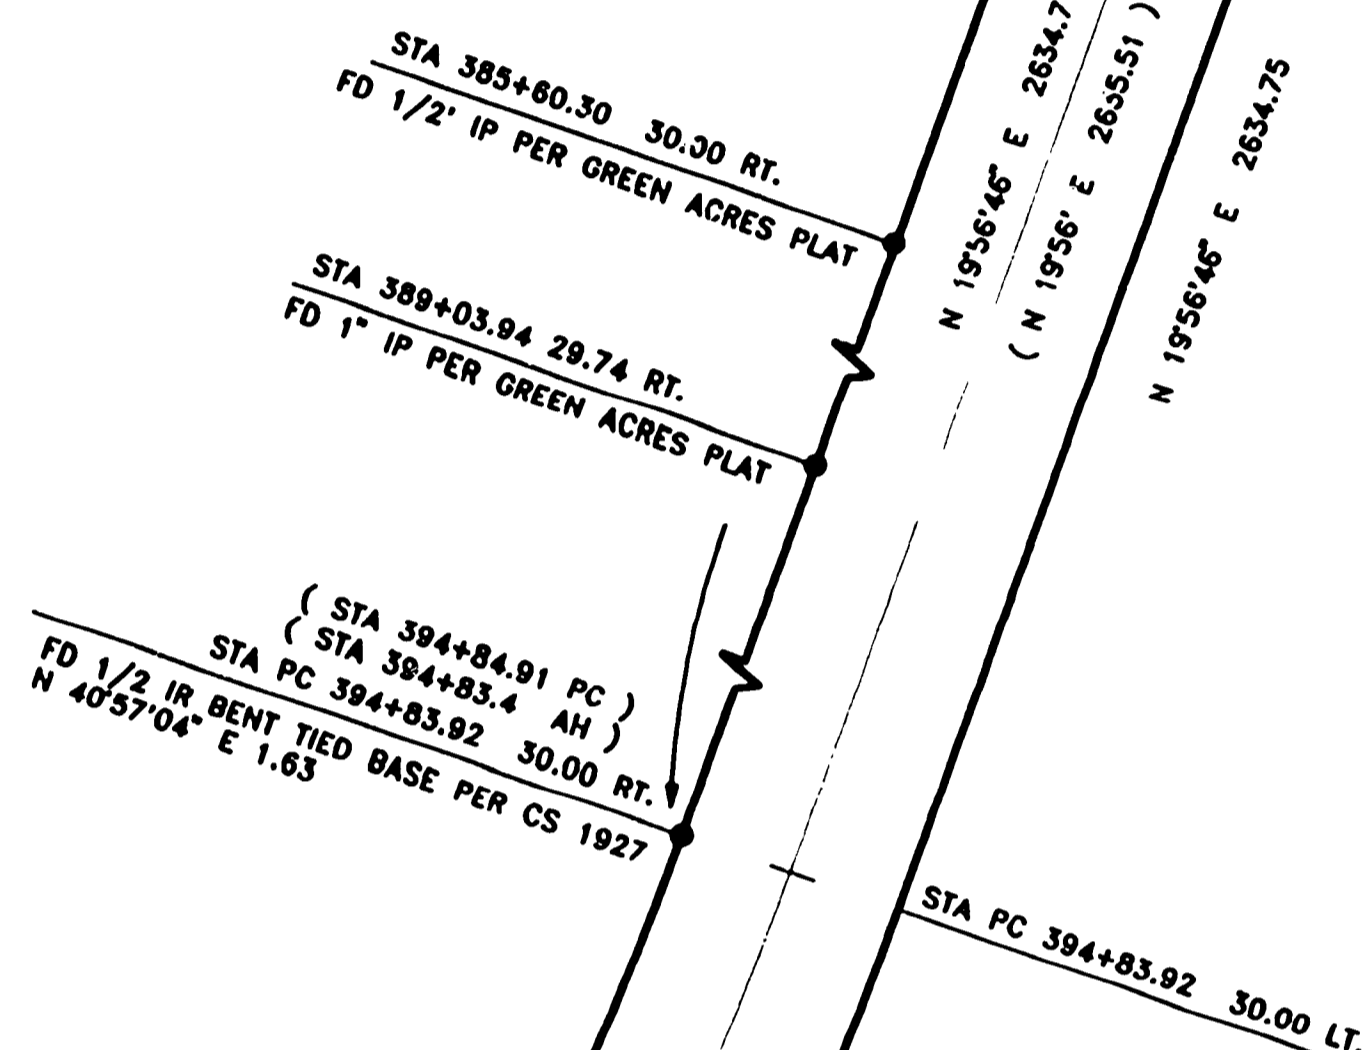 STA 385+60.30 30.00 RT.
FD 1/2' IP PER GREEN ACRES PLAT
STA 389+03.94 29.74 RT.
FD 1" IP PER GREEN ACRES PLAT
( STA 394+84.91 PC )
( STA 394+83.4 AH )
STA PC 394+83.92 30.00 RT.
FD 1/2 IR BENT TIED BASE PER CS 1927
N 40°57'04" E 1.63
N 19°56'46" E 2634.7
( N 19°56' E 2635.51 )
N 19°56'46" E 2634.75
STA PC 394+83.92 30.00 LT.